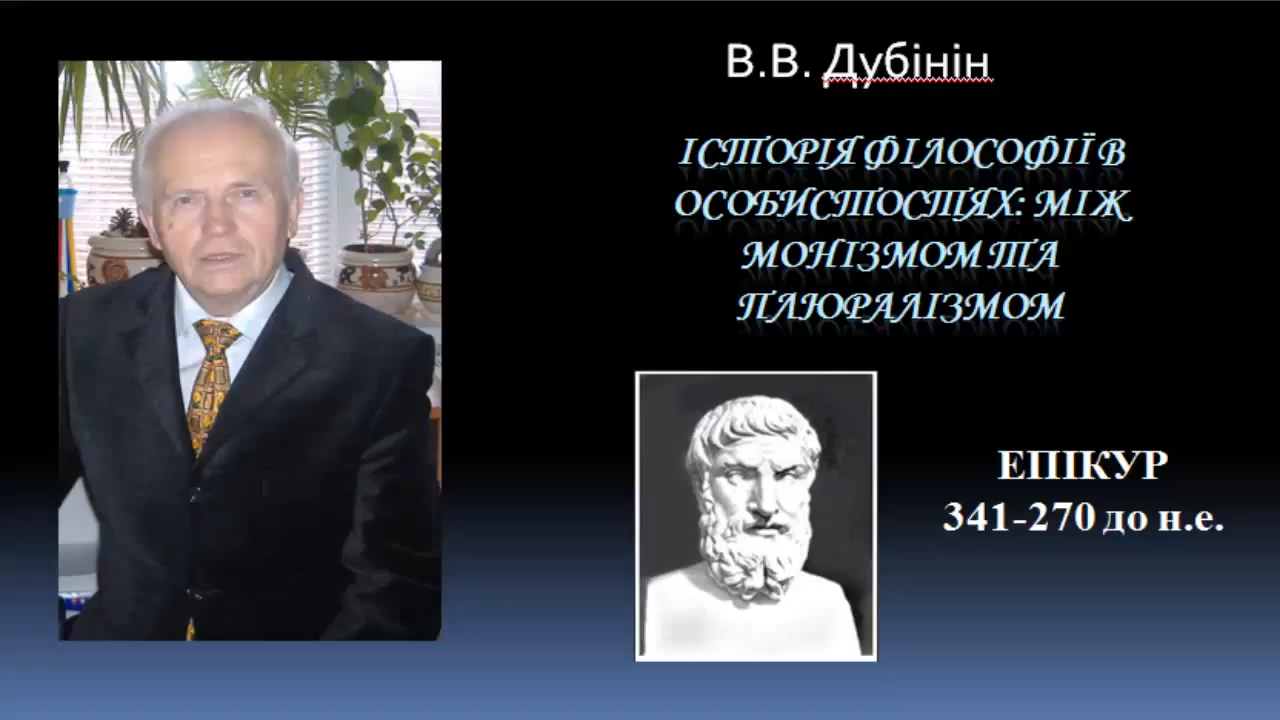 В.В. Дубінін
ІСТОРІЯ ФІЛОСОФІЇ В
ОСОБИСТОСТЯХ: МІЖ
МОНІЗМОМ ТА
ПЛЮРАЛІЗМОМ
ЕПІКУР
341-270 до н.е.